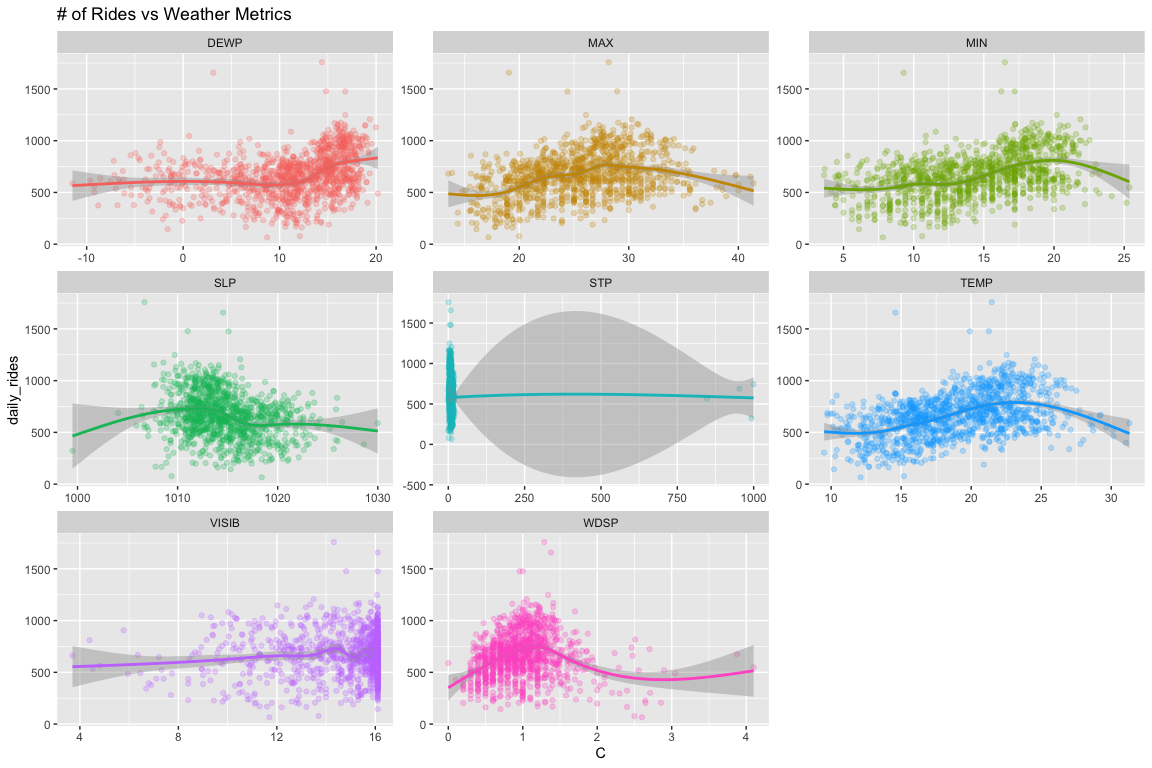 # of Rides vs Weather Metrics
DEWP
MAX
MIN
1500
1000
500
0
-10 0 10 20
1500
1000
500
0
20 30 40
1500
1000
500
0
5 10 15 20 25
daily_rides
SLP
STP
TEMP
1500
1000
500
0
1000 1010 1020 1030
1500
1000
500
0
-500
0 250 500 750 1000
1500
1000
500
0
10 15 20 25 30
VISIB
WDSP
1500
1000
500
0
4 8 12 16
1500
1000
500
0
0 1 2 3 4
C